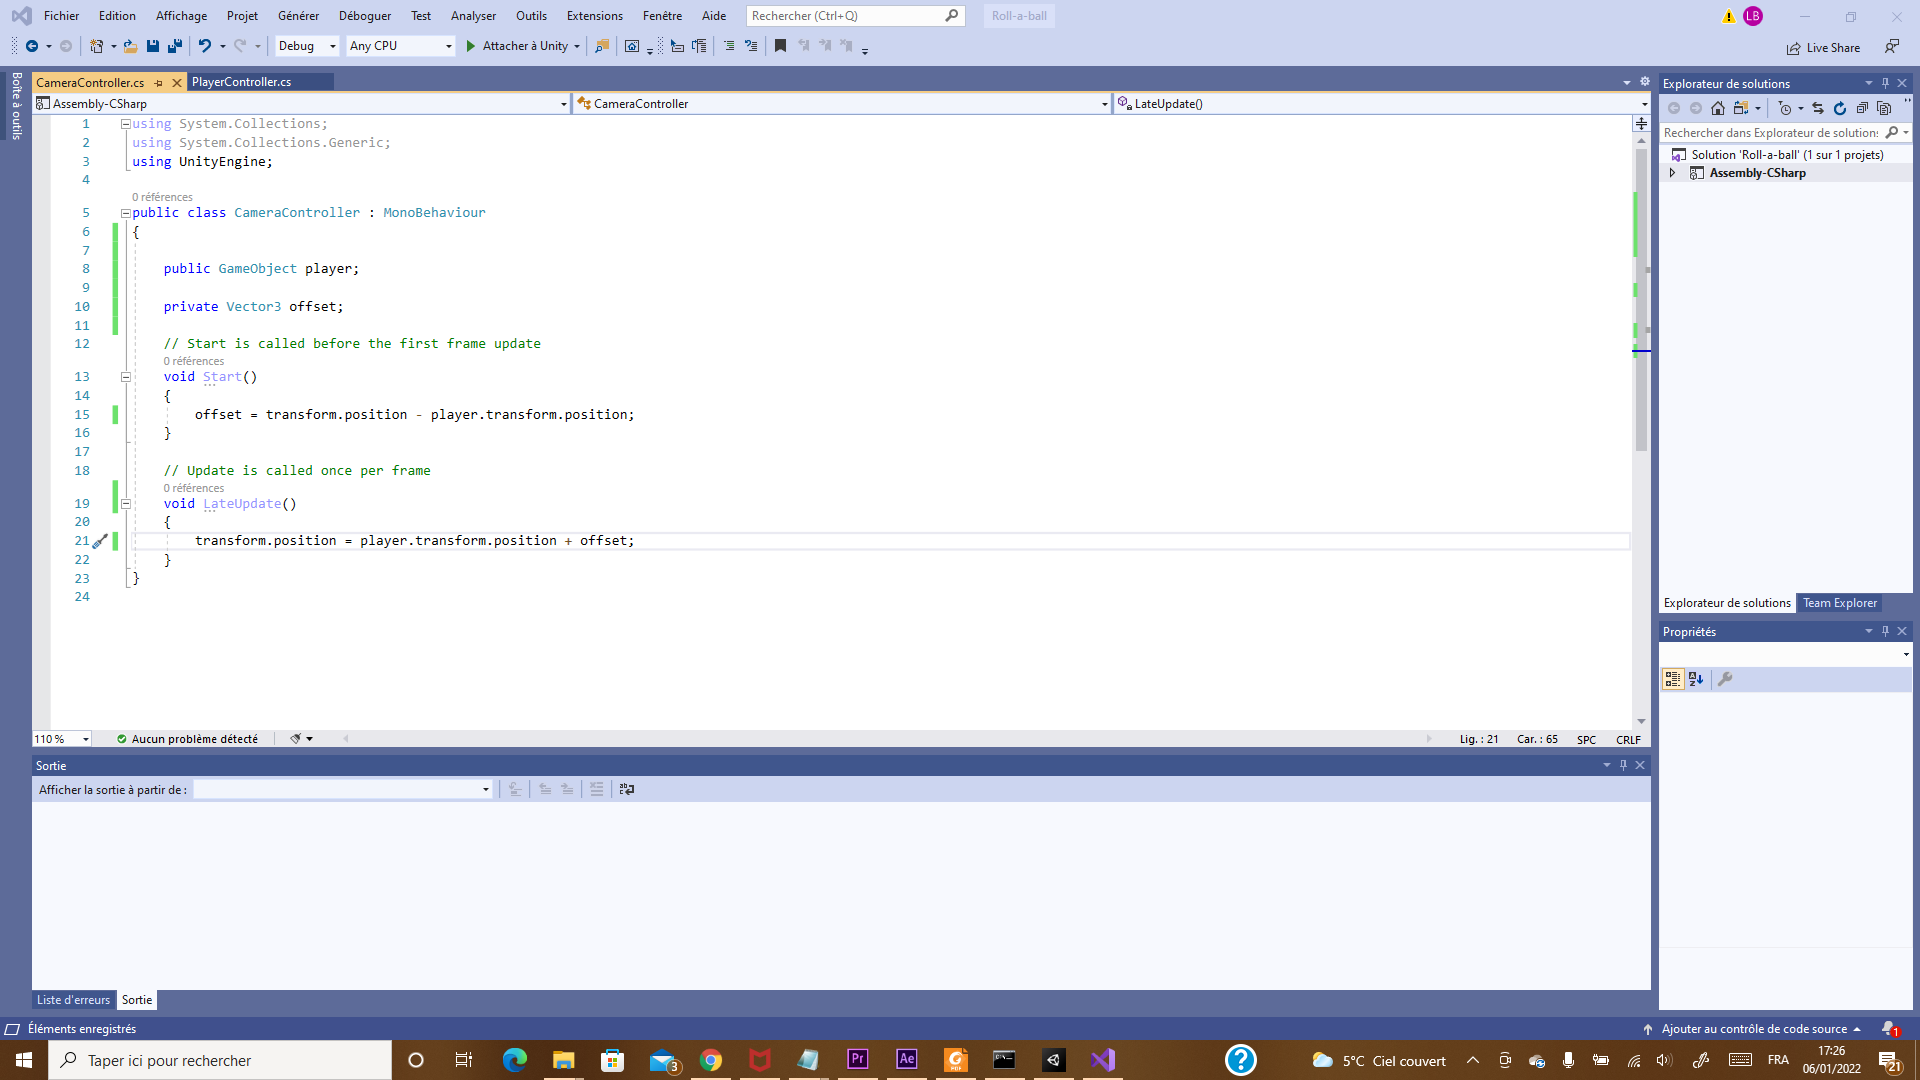 Fichier Edition Affichage Projet Générer Déboguer Test Analyser Outils Extensions Fenêtre Aide Rechercher (Ctrl+Q) Roll-a-ball LB
Debug Any CPU Attacher à Unity Live Share
Boîte à outils
CameraController.cs PlayerController.cs
Assembly-CSharp CameraController LateUpdate()
1 using System.Collections;
2 using System.Collections.Generic;
3 using UnityEngine;
4
0 références
5 public class CameraController : MonoBehaviour
6 {
7
8 public GameObject player;
9
10 private Vector3 offset;
11
12 // Start is called before the first frame update
0 références
13 void Start()
14 {
15 offset = transform.position - player.transform.position;
16 }
17
18 // Update is called once per frame
0 références
19 void LateUpdate()
20 {
21 transform.position = player.transform.position + offset;
22 }
23 }
24
110 % Aucun problème détecté Lig. : 21 Car. : 65 SPC CRLF
Sortie
Afficher la sortie à partir de :
Liste d'erreurs Sortie
Explorateur de solutions
Rechercher dans Explorateur de solutions
Solution 'Roll-a-ball' (1 sur 1 projets)
Assembly-CSharp
Explorateur de solutions Team Explorer
Propriétés
Éléments enregistrés Ajouter au contrôle de code source 1
Taper ici pour rechercher 3 Pr Ae PDF ? 5°C Ciel couvert FRA 17:26
06/01/2022 21